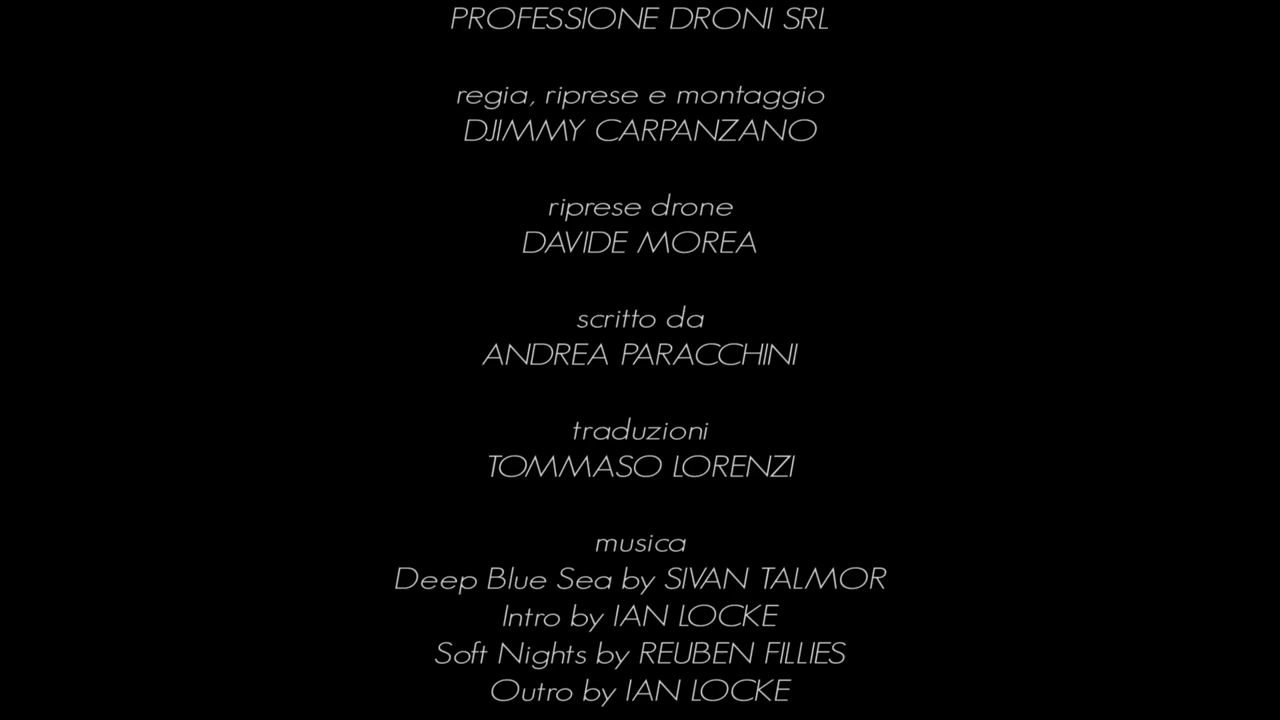 PROFESSIONE DRONI SRL
regia, riprese e montaggio
DJIMMY CARPANZANO
riprese drone
DAVIDE MOREA
scritto da
ANDREA PARACCHINI
traduzioni
TOMMASO LORENZI
musica
Deep Blue Sea by SIVAN TALMOR
Intro by IAN LOCKE
Soft Nights by REUBEN FILLIES
Outro by IAN LOCKE